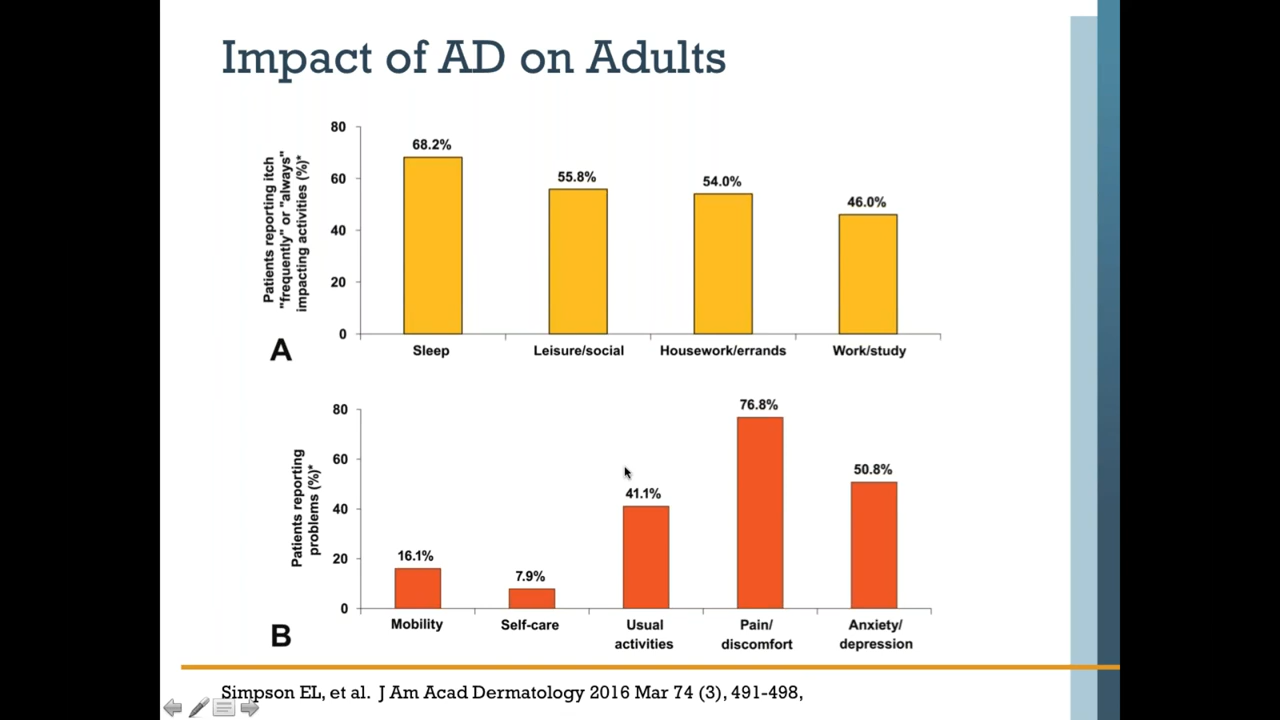 Impact of AD on Adults
Patients reporting itch
"frequently" or "always"
impacting activities (%)*
80
60
40
20
0
68.2%
55.8%
54.0%
46.0%
Sleep
Leisure/social
Housework/errands
Work/study
A
Patients reporting
problems (%)*
80
60
40
20
0
16.1%
7.9%
41.1%
76.8%
50.8%
Mobility
Self-care
Usual
activities
Pain/
discomfort
Anxiety/
depression
B
Simpson EL, et al.  J Am Acad Dermatology 2016 Mar 74 (3), 491-498,